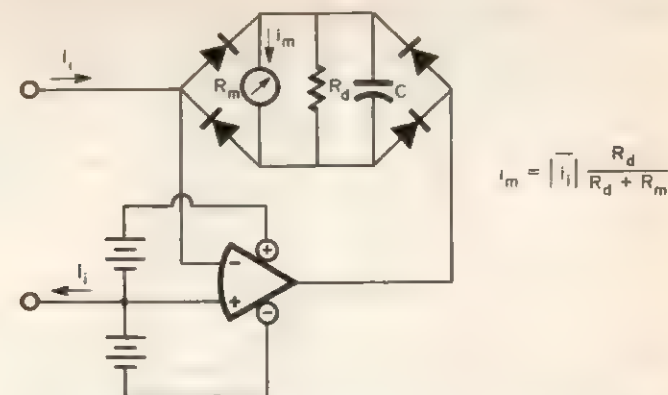 i_m
i_i
R_m
R_d
C
i_m = |i̅_i| R_d / (R_d + R_m)
+
i_i
-
+
-